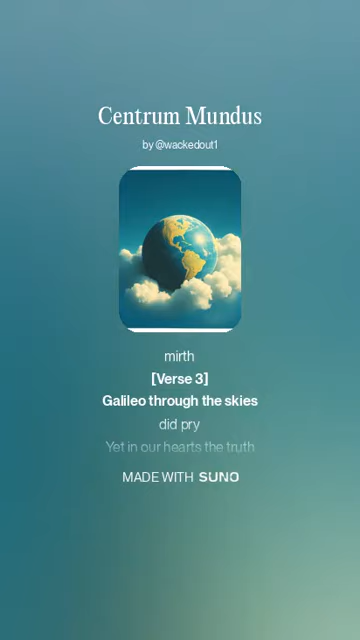 Centrum Mundus
by @wackedout1
mirth
[Verse 3]
Galileo through the skies
did pry
Yet in our hearts the truth
MADE WITH SUNO